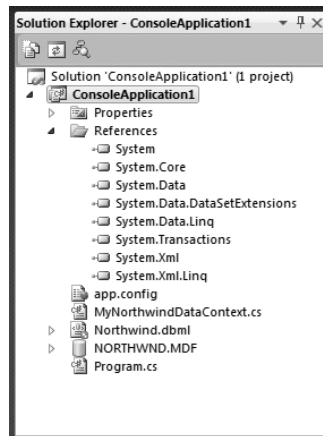 Solution Explorer - ConsoleApplication1
Solution 'ConsoleApplication1' (1 project)
ConsoleApplication1
Properties
References
System
System.Core
System.Data
System.Data.DataSetExtensions
System.Data.Linq
System.Transactions
System.Xml
System.Xml.Linq
app.config
MyNorthwindDataContext.cs
Northwind.dbml
NORTHWND.MDF
Program.cs